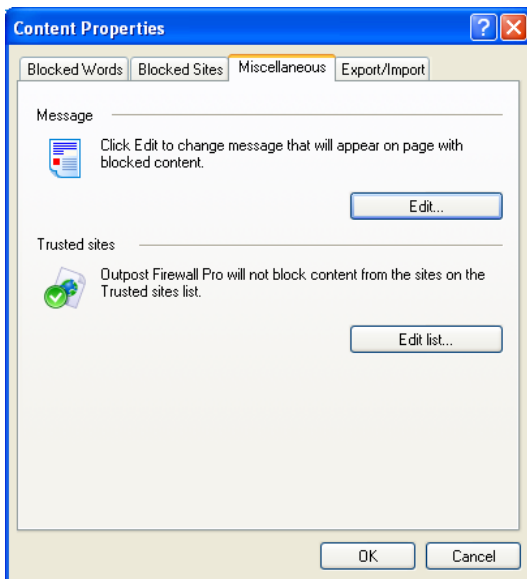 Content Properties
Blocked Words Blocked Sites Miscellaneous Export/Import
Message
Click Edit to change message that will appear on page with
blocked content.
Edit...
Trusted sites
Outpost Firewall Pro will not block content from the sites on the
Trusted sites list.
Edit list...
OK Cancel